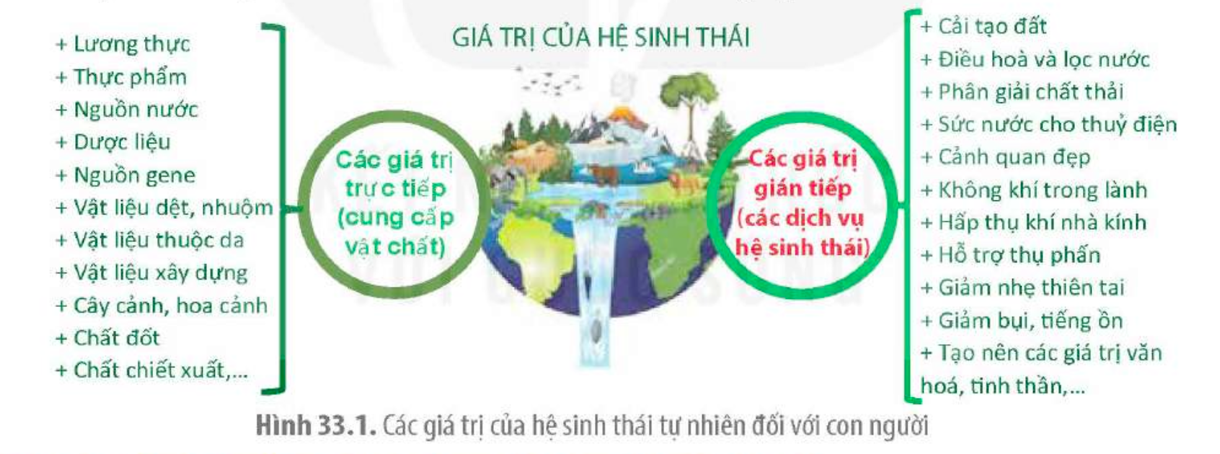 GIÁ TRỊ CỦA HỆ SINH THÁI
+ Lương thực
+ Thực phẩm
+ Nguồn nước
+ Dược liệu
+ Nguồn gene
+ Vật liệu dệt, nhuộm
+ Vật liệu thuộc da
+ Vật liệu xây dựng
+ Cây cảnh, hoa cảnh
+ Chất đốt
+ Chất chiết xuất,...
Các giá trị
trực tiếp
(cung cấp
vật chất)
Các giá trị
gián tiếp
(các dịch vụ
hệ sinh thái)
+ Cải tạo đất
+ Điều hoà và lọc nước
+ Phân giải chất thải
+ Sức nước cho thuỷ điện
+ Cảnh quan đẹp
+ Không khí trong lành
+ Hấp thụ khí nhà kính
+ Hỗ trợ thụ phấn
+ Giảm nhẹ thiên tai
+ Giảm bụi, tiếng ồn
+ Tạo nên các giá trị văn
hoá, tinh thần,...
Hình 33.1. Các giá trị của hệ sinh thái tự nhiên đối với con người